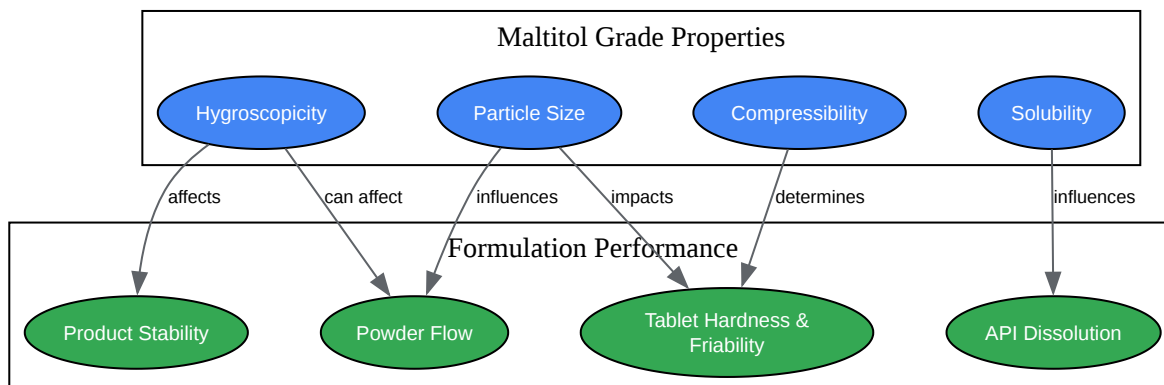 Maltitol Grade Properties
Hygroscopicity
Particle Size
Compressibility
Solubility
affects
can affect
influences
impacts
determines
influences
Formulation Performance
Product Stability
Powder Flow
Tablet Hardness &
Friability
API Dissolution